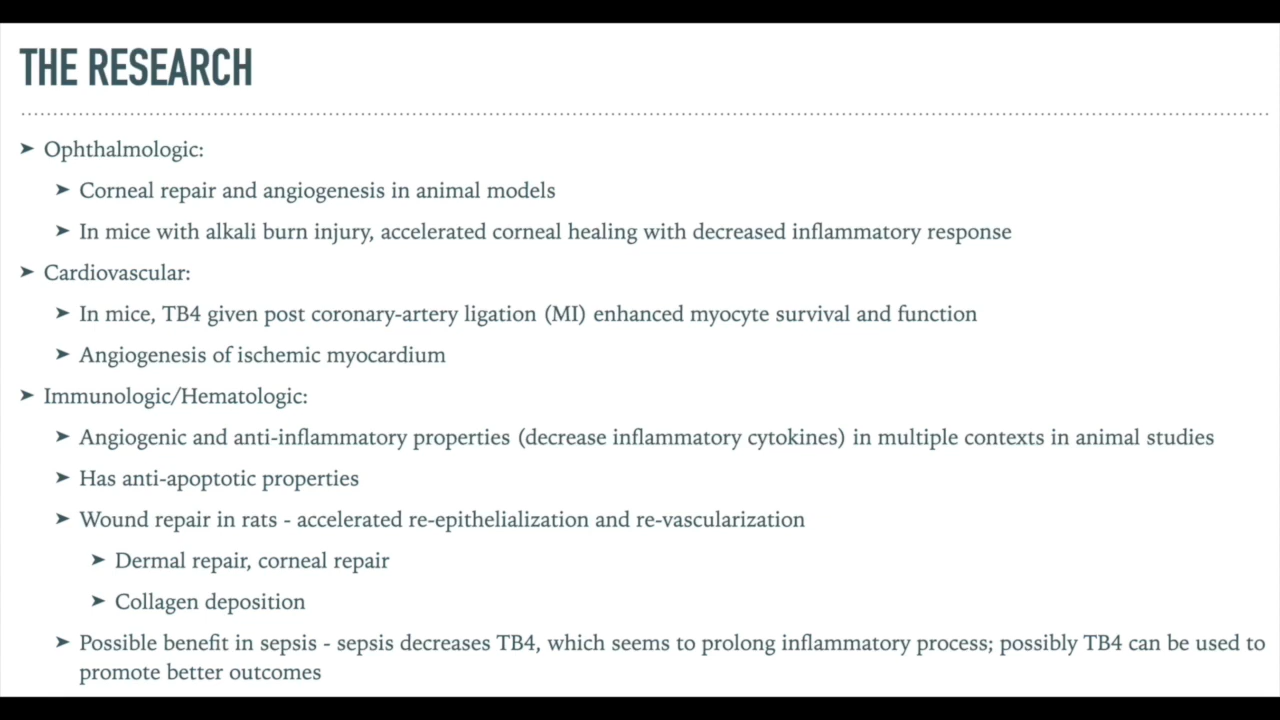 THE RESEARCH
➤ Ophthalmologic:
➤ Corneal repair and angiogenesis in animal models
➤ In mice with alkali burn injury, accelerated corneal healing with decreased inflammatory response
➤ Cardiovascular:
➤ In mice, TB4 given post coronary-artery ligation (MI) enhanced myocyte survival and function
➤ Angiogenesis of ischemic myocardium
➤ Immunologic/Hematologic:
➤ Angiogenic and anti-inflammatory properties (decrease inflammatory cytokines) in multiple contexts in animal studies
➤ Has anti-apoptotic properties
➤ Wound repair in rats - accelerated re-epithelialization and re-vascularization
➤ Dermal repair, corneal repair
➤ Collagen deposition
➤ Possible benefit in sepsis - sepsis decreases TB4, which seems to prolong inflammatory process; possibly TB4 can be used to
promote better outcomes